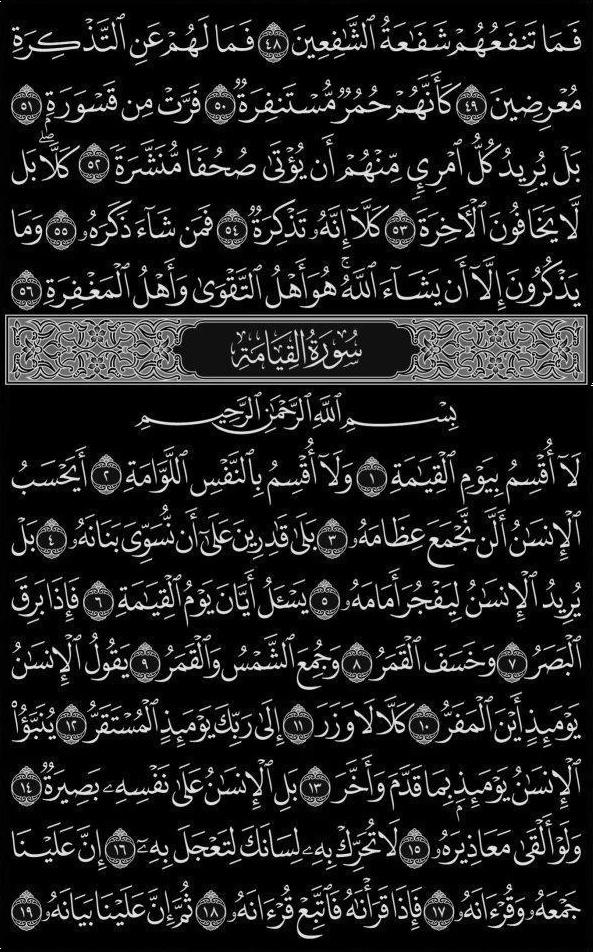 فَمَا تَنفَعُهُمْ شَفَٰعَةُ ٱلشَّٰفِعِينَ ٤٨ فَمَا لَهُمْ عَنِ ٱلتَّذْكِرَةِ
مُعْرِضِينَ ٤٩ كَأَنَّهُمْ حُمُرٌ مُّسْتَنفِرَةٌ ٥٠ فَرَّتْ مِن قَسْوَرَةٍۭ ٥١
بَلْ يُرِيدُ كُلُّ ٱمْرِئٍ مِّنْهُمْ أَن يُؤْتَىٰ صُحُفًا مُّنَشَّرَةً ٥٢ كَلَّاۖ بَل
لَّا يَخَافُونَ ٱلْءَاخِرَةَ ٥٣ كَلَّآ إِنَّهُۥ تَذْكِرَةٌ ٥٤ فَمَن شَآءَ ذَكَرَهُۥ ٥٥ وَمَا
يَذْكُرُونَ إِلَّآ أَن يَشَآءَ ٱللَّهُۚ هُوَ أَهْلُ ٱلتَّقْوَىٰ وَأَهْلُ ٱلْمَغْفِرَةِ ٥٦
سُورَةُ القِيَامَةِ
بِسْمِ ٱللَّهِ ٱلرَّحْمَٰنِ ٱلرَّحِيمِ
لَآ أُقْسِمُ بِيَوْمِ ٱلْقِيَٰمَةِ ١ وَلَآ أُقْسِمُ بِٱلنَّفْسِ ٱللَّوَّامَةِ ٢ أَيَحْسَبُ
ٱلْإِنسَٰنُ أَلَّن نَّجْمَعَ عِظَامَهُۥ ٣ بَلَىٰ قَٰدِرِينَ عَلَىٰٓ أَن نُّسَوِّىَ بَنَانَهُۥ ٤ بَلْ
يُرِيدُ ٱلْإِنسَٰنُ لِيَفْجُرَ أَمَامَهُۥ ٥ يَسْـَٔلُ أَيَّانَ يَوْمُ ٱلْقِيَٰمَةِ ٦ فَإِذَا بَرِقَ
ٱلْبَصَرُ ٧ وَخَسَفَ ٱلْقَمَرُ ٨ وَجُمِعَ ٱلشَّمْسُ وَٱلْقَمَرُ ٩ يَقُولُ ٱلْإِنسَٰنُ
يَوْمَئِذٍ أَيْنَ ٱلْمَفَرُّ ١٠ كَلَّا لَا وَزَرَ ١١ إِلَىٰ رَبِّكَ يَوْمَئِذٍ ٱلْمُسْتَقَرُّ ١٢ يُنَبَّؤُا۟
ٱلْإِنسَٰنُ يَوْمَئِذٍۭ بِمَا قَدَّمَ وَأَخَّرَ ١٣ بَلِ ٱلْإِنسَٰنُ عَلَىٰ نَفْسِهِۦ بَصِيرَةٌ ١٤
وَلَوْ أَلْقَىٰ مَعَاذِيرَهُۥ ١٥ لَا تُحَرِّكْ بِهِۦ لِسَانَكَ لِتَعْجَلَ بِهِۦٓ ١٦ إِنَّ عَلَيْنَا
جَمْعَهُۥ وَقُرْءَانَهُۥ ١٧ فَإِذَا قَرَأْنَٰهُ فَٱتَّبِعْ قُرْءَانَهُۥ ١٨ ثُمَّ إِنَّ عَلَيْنَا بَيَانَهُۥ ١٩